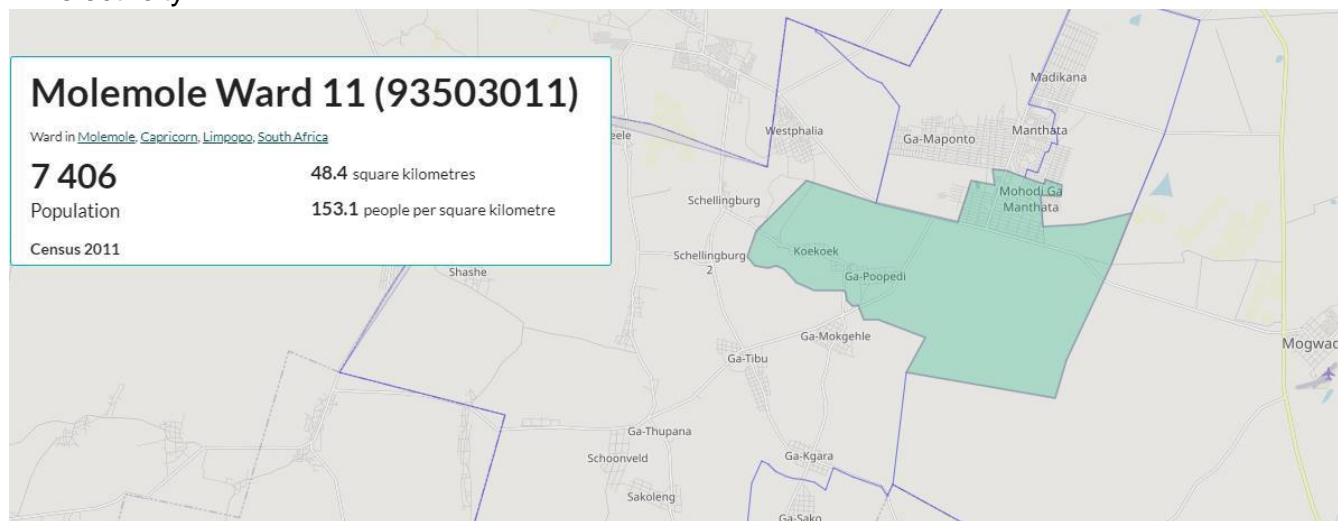 Molemole Ward 11 (93503011)
Ward in Molemole, Capricorn, Limpopo, South Africa
7 406
Population
48.4 square kilometres
153.1 people per square kilometre
Census 2011
Madikana
Westphalia
Ga-Maponto
Manthata
Mohodi Ga
Manthata
Schellingburg
Koekoek
Schellingburg
2
Ga-Poopedi
Shashe
Ga-Mokgehle
Mogwad
Ga-Tibu
Ga-Thupana
Schoonveld
Ga-Kgara
Sakoleng
Ga-Sako